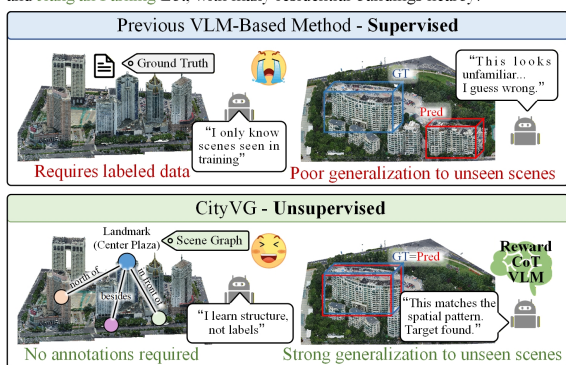 Previous VLM-Based Method - Supervised
Ground Truth
"I only know
scenes seen in
training"
Requires labeled data
GT
Pred
"This looks
unfamiliar...
I guess wrong."
Poor generalization to unseen scenes
CityVG - Unsupervised
Landmark
(Center Plaza)
Scene Graph
north of
besides
in front of
"I learn structure,
not labels"
No annotations required
GT=Pred
Reward
CoT
VLM
"This matches the
spatial pattern.
Target found."
Strong generalization to unseen scenes